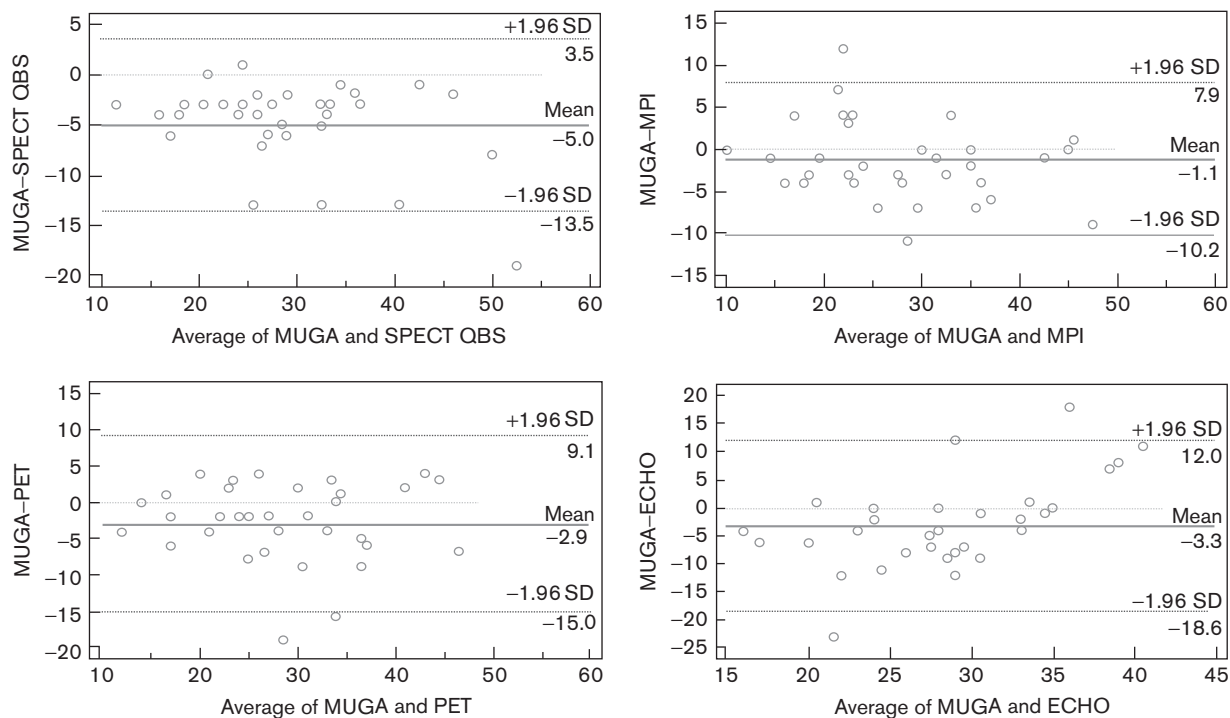 5
0
−5
−10
−15
−20
MUGA–SPECT QBS
+1.96 SD
3.5
Mean
−5.0
−1.96 SD
−13.5
10 20 30 40 50 60
Average of MUGA and SPECT QBS
15
10
5
0
−5
−10
−15
MUGA–MPI
+1.96 SD
7.9
Mean
−1.1
−1.96 SD
−10.2
10 20 30 40 50 60
Average of MUGA and MPI
15
10
5
0
−5
−10
−15
−20
MUGA–PET
+1.96 SD
9.1
Mean
−2.9
−1.96 SD
−15.0
10 20 30 40 50 60
Average of MUGA and PET
20
15
10
5
0
−5
−10
−15
−20
−25
MUGA–ECHO
+1.96 SD
12.0
Mean
−3.3
−1.96 SD
−18.6
15 20 25 30 35 40 45
Average of MUGA and ECHO